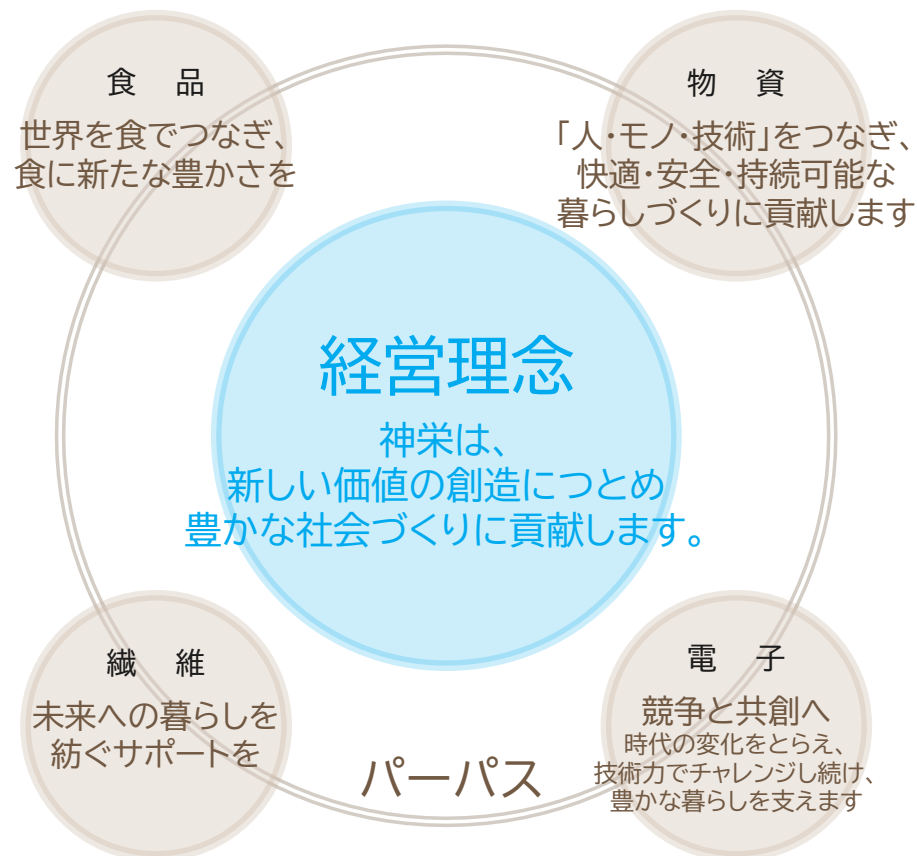 食　品
世界を食でつなぎ、
食に新たな豊かさを
物　資
「人・モノ・技術」をつなぎ、
快適・安全・持続可能な
暮らしづくりに貢献します
経営理念
神栄は、
新しい価値の創造につとめ
豊かな社会づくりに貢献します。
繊　維
未来への暮らしを
紡ぐサポートを
電　子
競争と共創へ
時代の変化をとらえ、
技術力でチャレンジし続け、
豊かな暮らしを支えます
パーパス